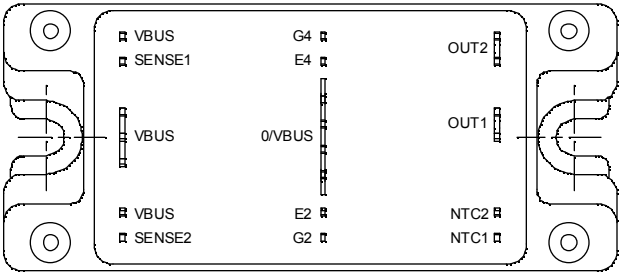 VBUS
SENSE1
VBUS
VBUS
SENSE2
G4
E4
0/VBUS
E2
G2
OUT2
OUT1
NTC2
NTC1